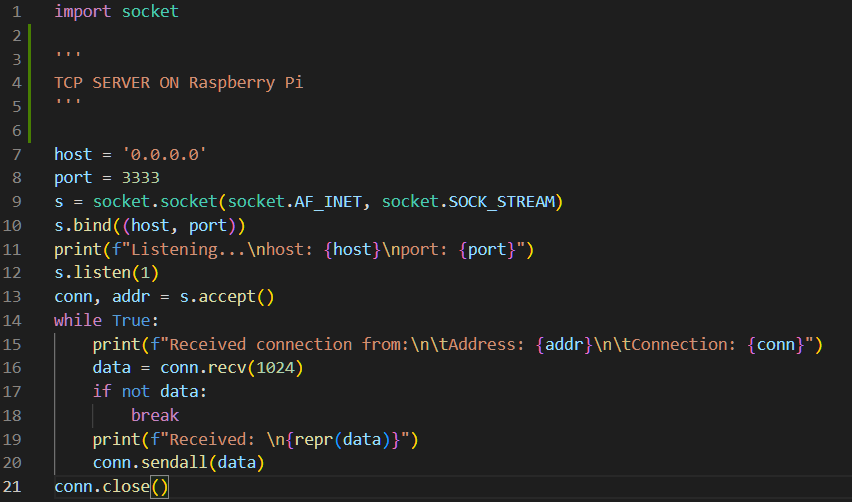 1 import socket
2
3 '''
4 TCP SERVER ON Raspberry Pi
5 '''
6
7 host = '0.0.0.0'
8 port = 3333
9 s = socket.socket(socket.AF_INET, socket.SOCK_STREAM)
10 s.bind((host, port))
11 print(f"Listening...\nhost: {host}\nport: {port}")
12 s.listen(1)
13 conn, addr = s.accept()
14 while True:
15     print(f"Received connection from:\n\tAddress: {addr}\n\tConnection: {conn}")
16     data = conn.recv(1024)
17     if not data:
18         break
19     print(f"Received: \n{repr(data)}")
20     conn.sendall(data)
21 conn.close()